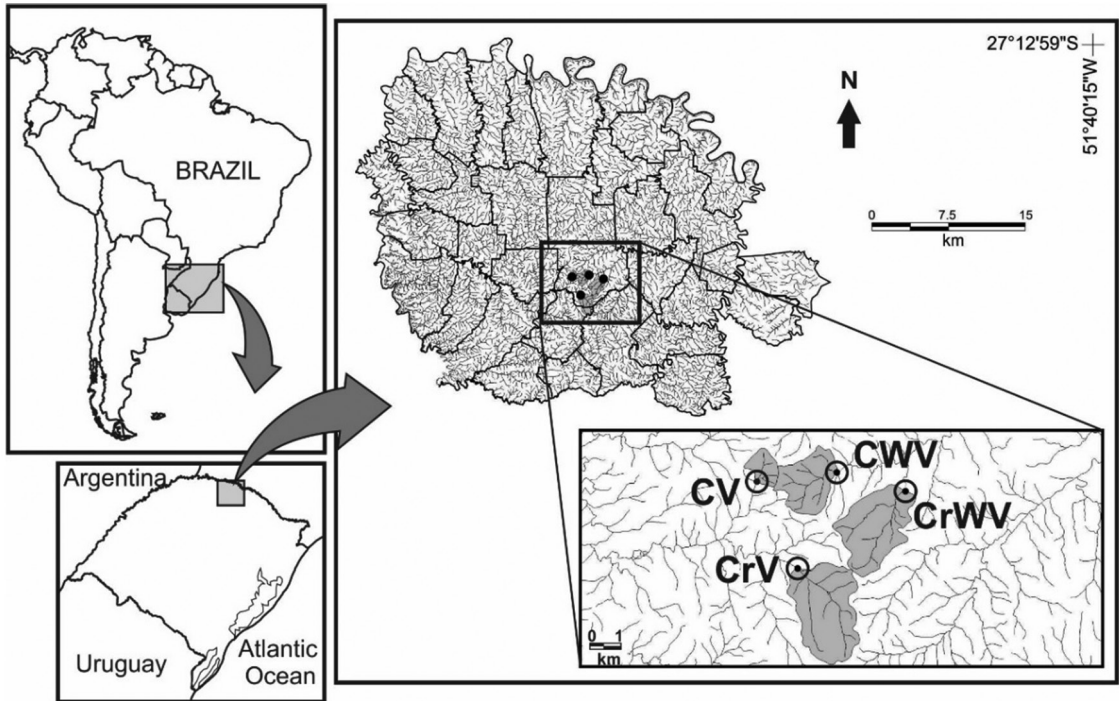 BRAZIL
Argentina
Uruguay
Atlantic
Ocean
27°12'59"S
51°40'15"W
N
0 7.5 15
km
CWV
CV
CrWV
CrV
0 1
km